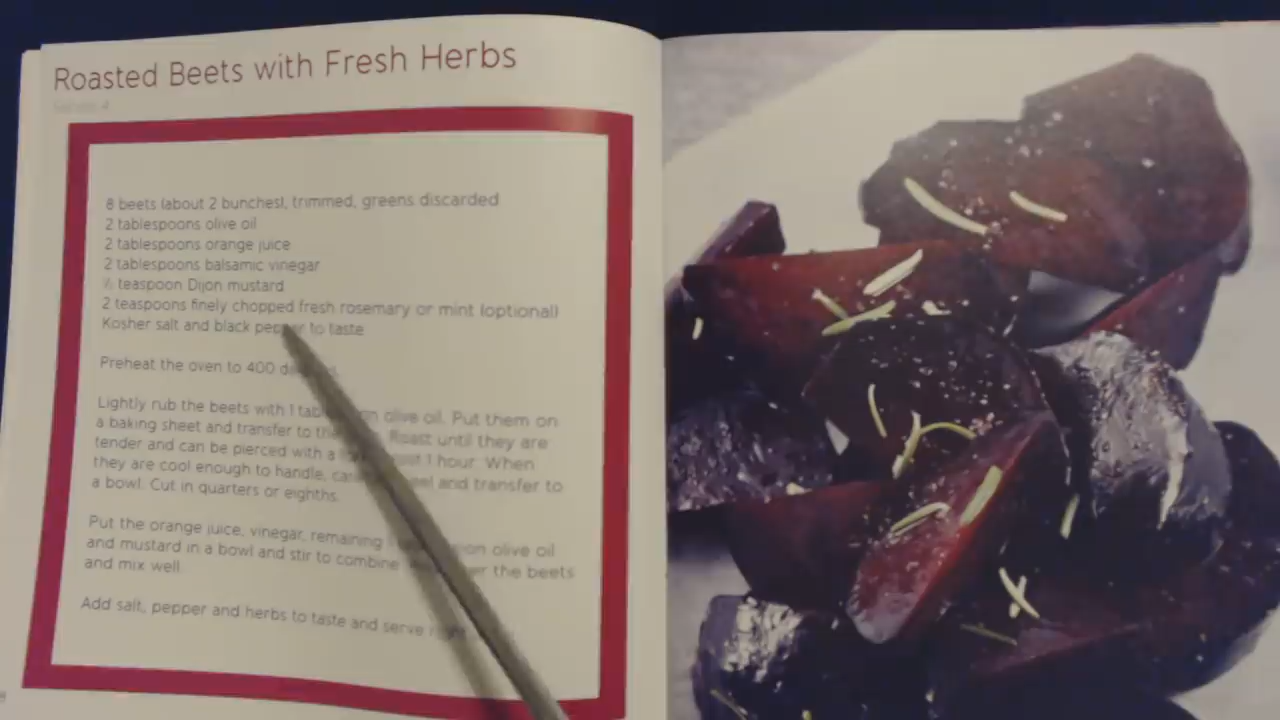 Roasted Beets with Fresh Herbs
8 beets (about 2 bunches), trimmed, greens discarded
2 tablespoons olive oil
2 tablespoons orange juice
2 tablespoons balsamic vinegar
teaspoon Dijon mustard
2 teaspoons finely chopped fresh rosemary or mint (optional)
Kosher salt and black pepper to taste
Preheat the oven to 400
Lightly rub the beets with 1 olive oil. Put them on
a baking sheet and transfer to the Roast until they are
tender and can be pierced with a 1 hour. When
they are cool enough to handle, and transfer to
a bowl. Cut in quarters or eighths.
Put the orange juice, vinegar, remaining olive oil
and mustard in a bowl and stir to combine the beets
and mix well.
Add salt, pepper and herbs to taste and serve